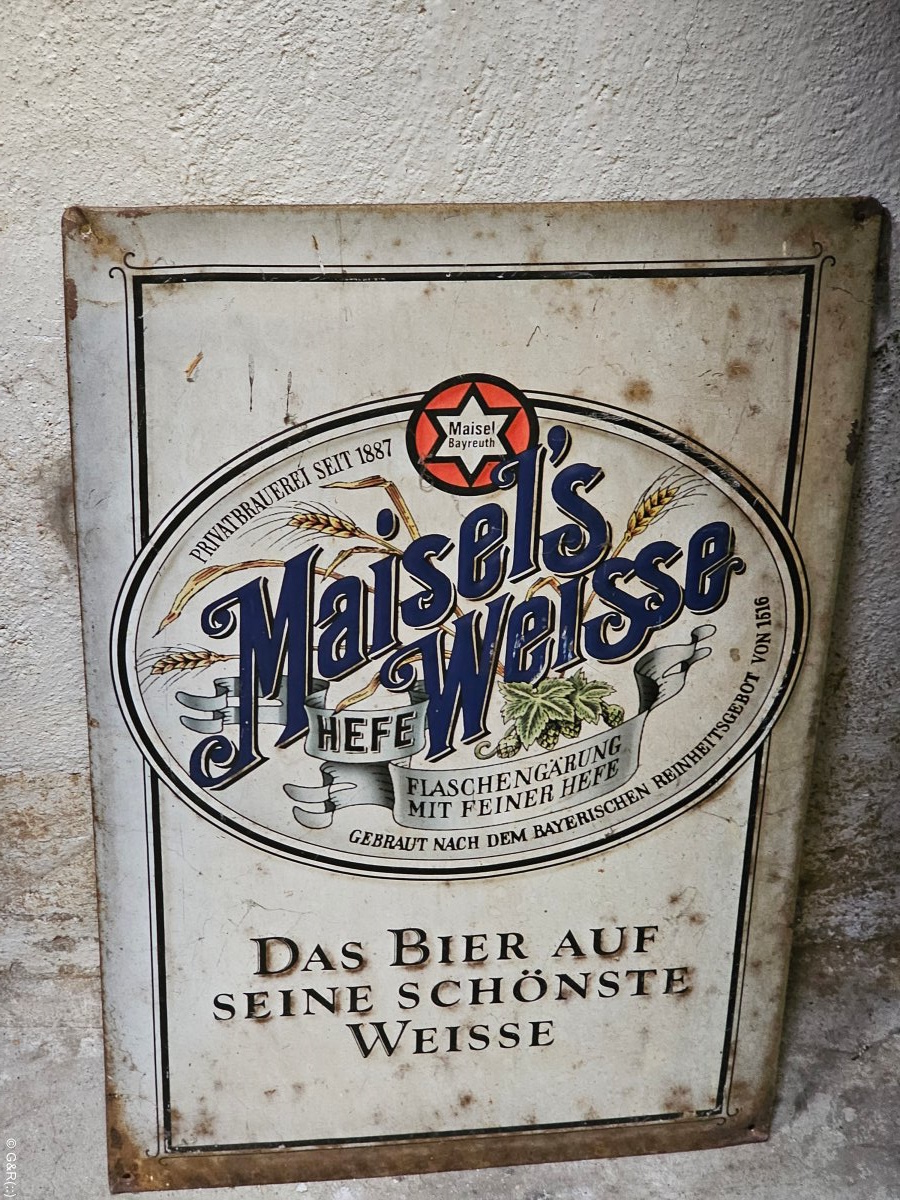 Maisel
Bayreuth
PRIVATBRAUEREI SEIT 1887
Maisel's
Weisse
HEFE
FLASCHENGÄRUNG
MIT FEINER HEFE
GEBRAUT NACH DEM BAYERISCHEN REINHEITSGEBOT VON 1516
DAS BIER AUF
SEINE SCHÖNSTE
WEISSE
© G&R(;;)